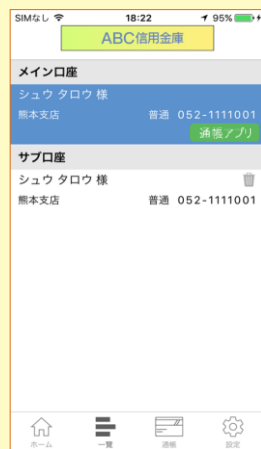 SIMなし 18:22 95%
ABC信用金庫
メイン口座
シュウ タロウ 様
熊本支店 普通 052-1111001
通帳アプリ
サブ口座
シュウ タロウ 様
熊本支店 普通 052-1111001
ホーム 一覧 通帳 設定